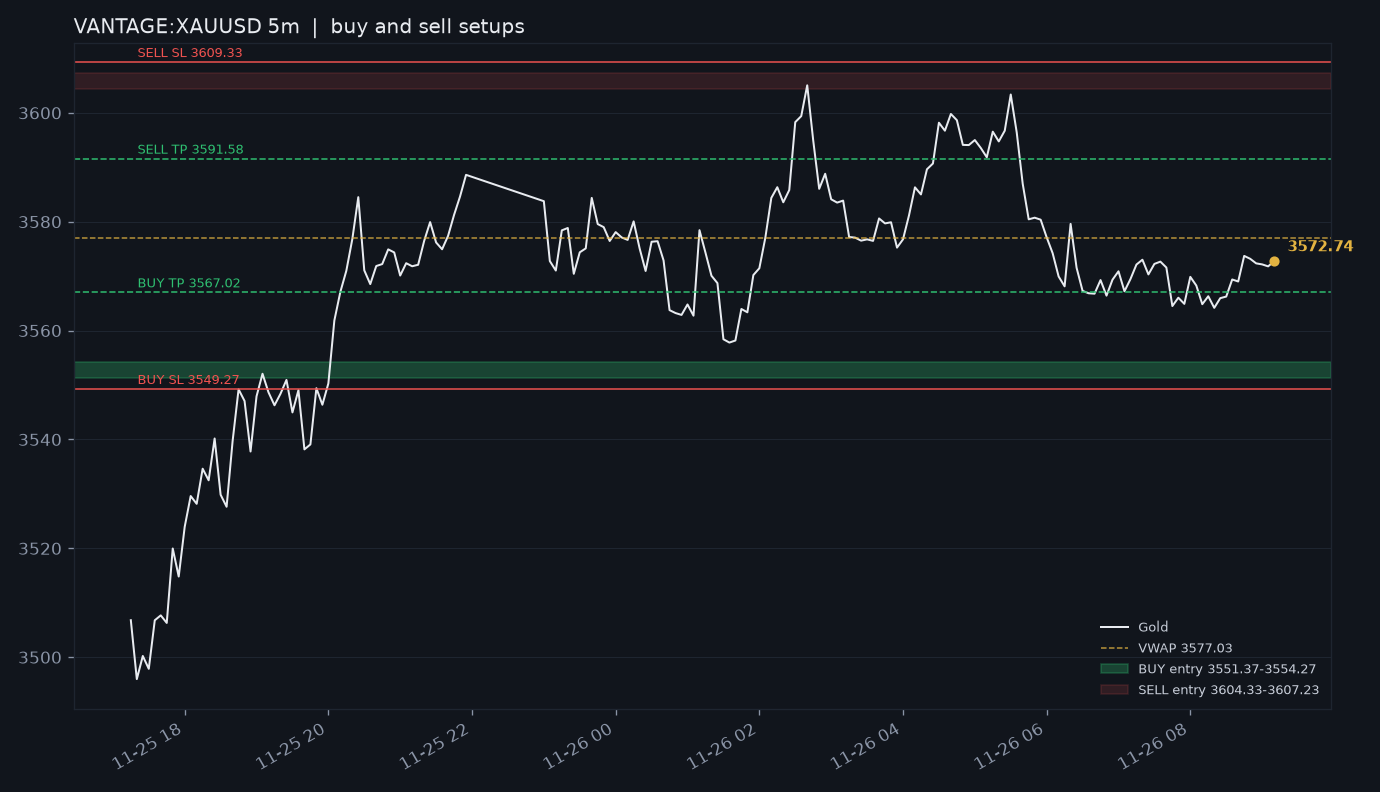 VANTAGE:XAUUSD 5m | buy and sell setups
SELL SL 3609.33
3600
SELL TP 3591.58
3580
3572.74
BUY TP 3567.02
3560
BUY SL 3549.27
3540
3520
3500
Gold
VWAP 3577.03
BUY entry 3551.37-3554.27
SELL entry 3604.33-3607.23
11-25 18
11-25 20
11-25 22
11-26 00
11-26 02
11-26 04
11-26 06
11-26 08